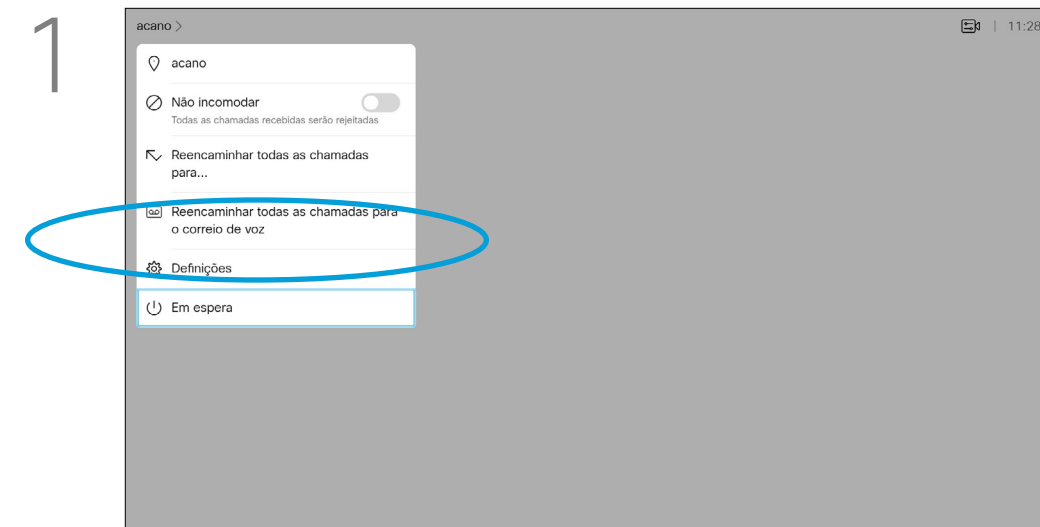 1
acano >
11:28
acano
Não incomodar
Todas as chamadas recebidas serão rejeitadas
Reencaminhar todas as chamadas
para...
Reencaminhar todas as chamadas para
o correio de voz
Definições
Em espera